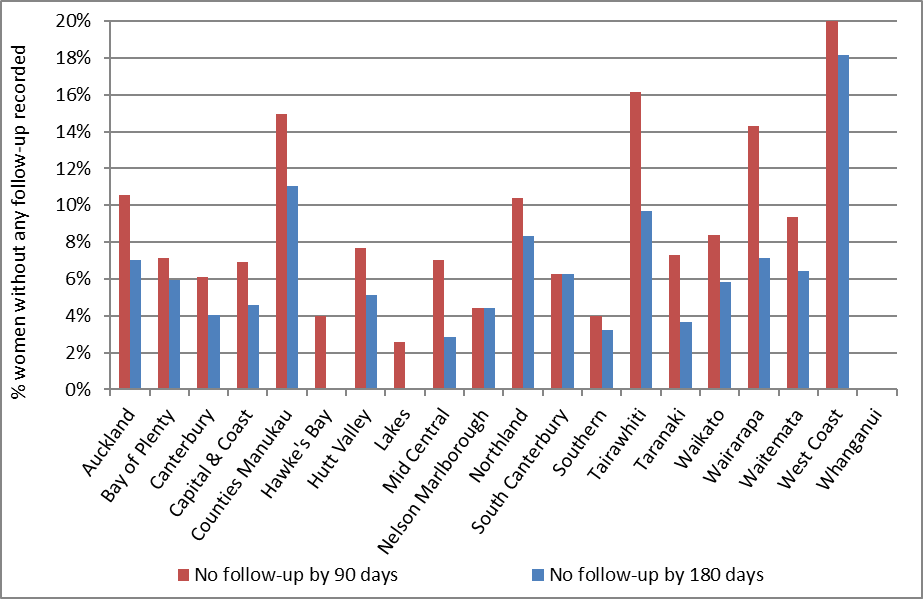 % women without any follow-up recorded
20%
18%
16%
14%
12%
10%
8%
6%
4%
2%
0%
Auckland
Bay of Plenty
Canterbury
Capital & Coast
Counties Manukau
Hawke's Bay
Hutt Valley
Lakes
Mid Central
Nelson Marlborough
Northland
South Canterbury
Southern
Tairawhiti
Taranaki
Waikato
Wairarapa
Waitemata
West Coast
Whanganui
No follow-up by 90 days
No follow-up by 180 days